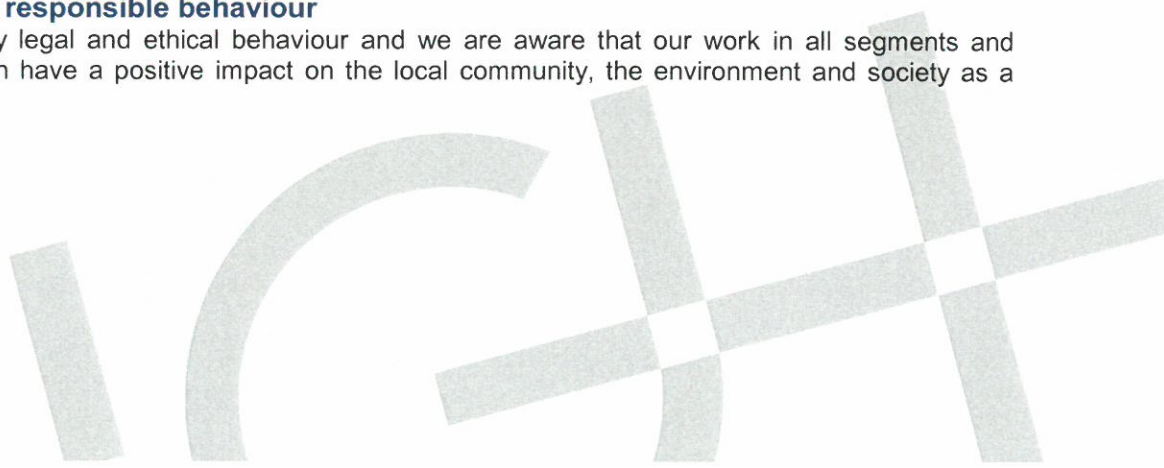 responsible behaviour
legal and ethical behaviour and we are aware that our work in all segments and
have a positive impact on the local community, the environment and society as a
IGH